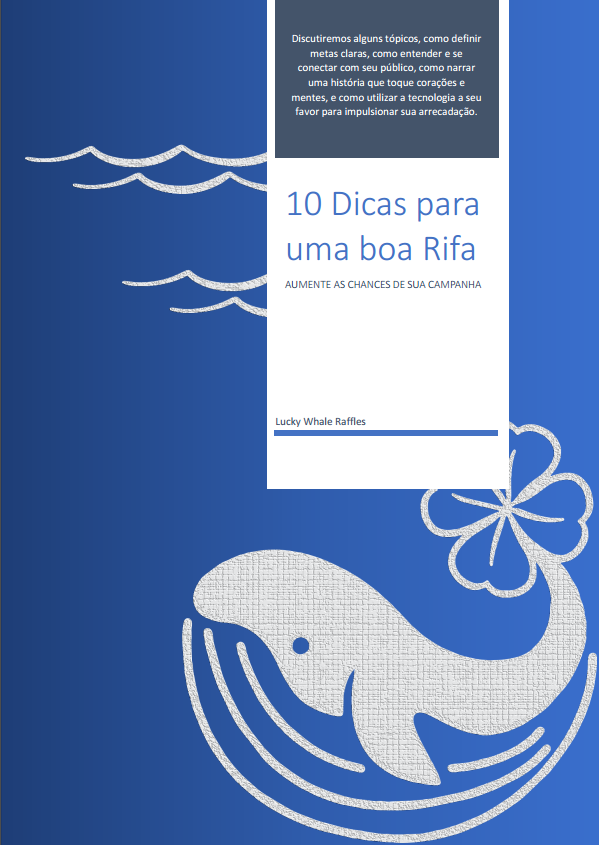 Discutiremos alguns tópicos, como definir
metas claras, como entender e se
conectar com seu público, como narrar
uma história que toque corações e
mentes, e como utilizar a tecnologia a seu
favor para impulsionar sua arrecadação.
10 Dicas para
uma boa Rifa
AUMENTE AS CHANCES DE SUA CAMPANHA
Lucky Whale Raffles